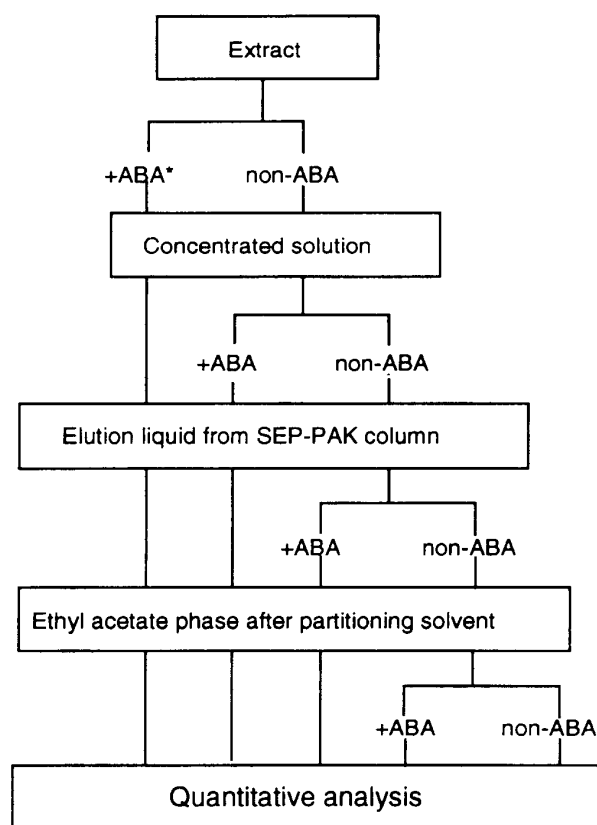 Extract
+ABA* non-ABA
Concentrated solution
+ABA non-ABA
Elution liquid from SEP-PAK column
+ABA non-ABA
Ethyl acetate phase after partitioning solvent
+ABA non-ABA
Quantitative analysis